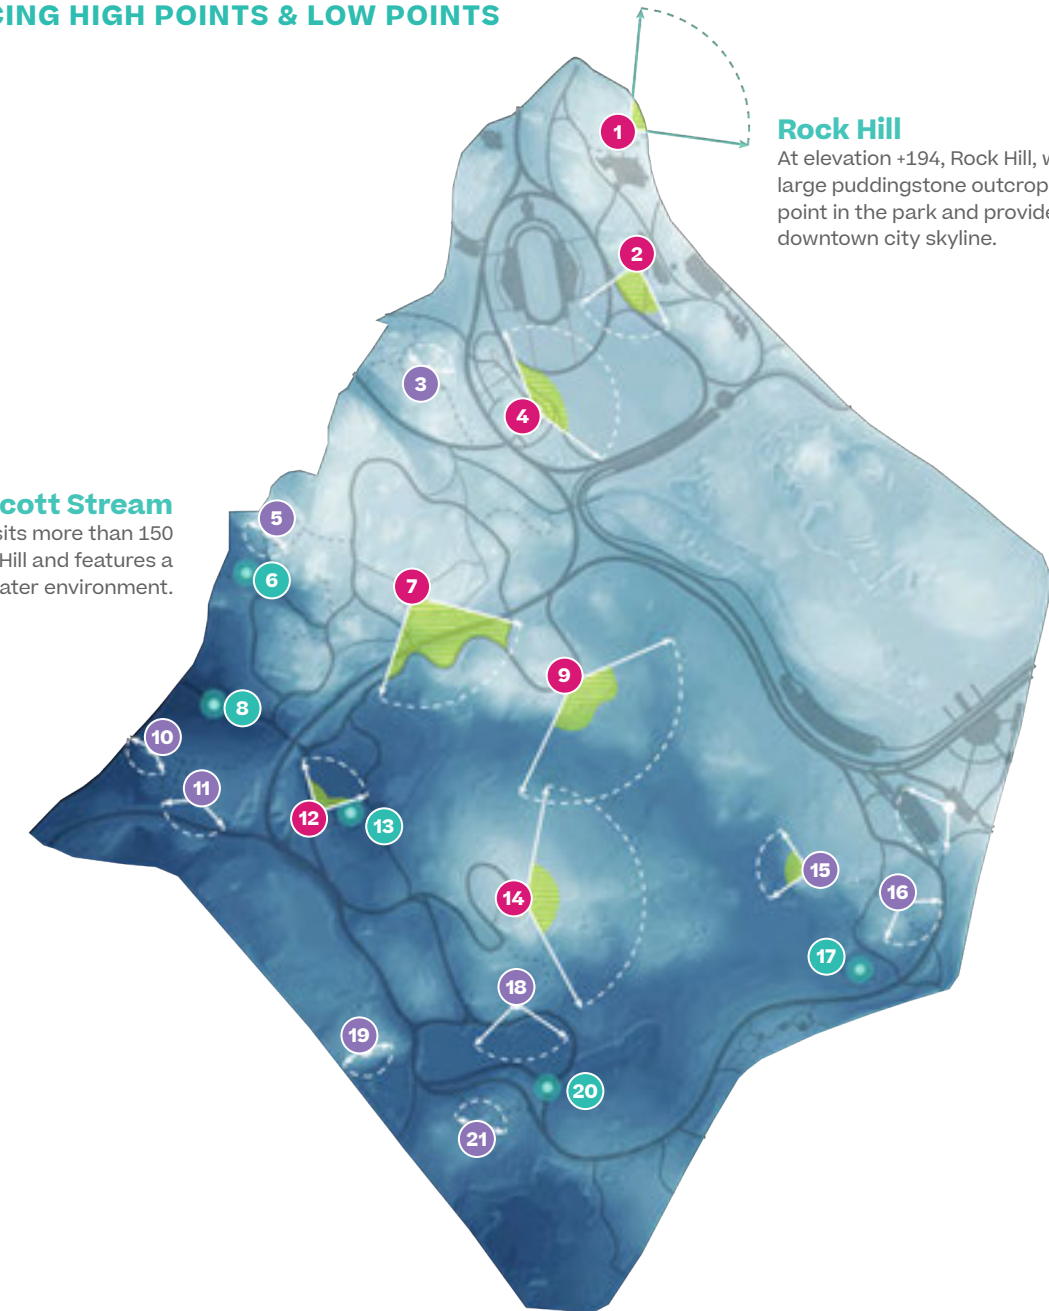 CING HIGH POINTS & LOW POINTS
Rock Hill
At elevation +194, Rock Hill, w
large puddingstone outcrop
point in the park and provide
downtown city skyline.
cott Stream
sits more than 150
Hill and features a
ater environment.
1
2
3
4
5
6
7
8
9
10
11
12
13
14
15
16
17
18
19
20
21